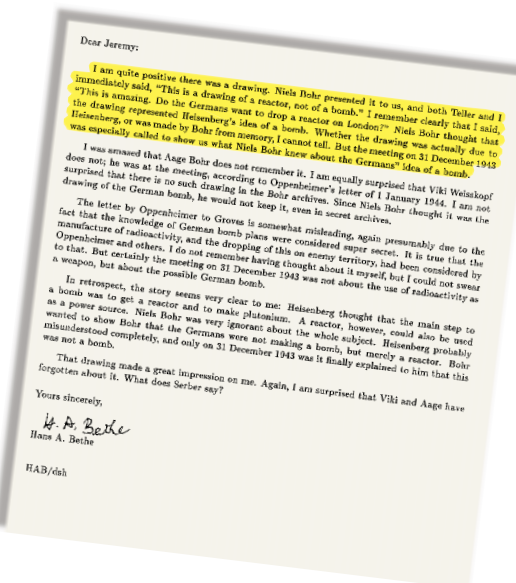 Dear Jeremy:
I am quite positive there was a drawing. Niels Bohr presented it to us, and both Teller and I
immediately said, "This is a drawing of a reactor, not of a bomb." I remember clearly that I said,
"This is amazing. Do the Germans want to drop a reactor on London?" Niels Bohr thought that
the drawing represented Heisenberg's idea of a bomb. Whether the drawing was actually due to
Heisenberg, or was made by Bohr from memory, I cannot tell. But the meeting on 31 December 1943
was especially called to show us what Niels Bohr knew about the Germans' idea of a bomb.
I was amased that Aage Bohr does not remember it. I am equally surprised that Viki Weisskopf
does not; he was at the meeting, according to Oppenheimer's letter of 1 January 1944. I am not
surprised that there is no such drawing in the Bohr archives. Since Niels Bohr thought it was the
drawing of the German bomb, he would not keep it, even in secret archives.
The letter by Oppenheimer to Groves is somewhat misleading, again presumably due to the
fact that the knowledge of German bomb plans were considered super secret. It is true that the
manufacture of radioactivity, and the dropping of this on enemy territory, had been considered by
Oppenheimer and others. I do not remember having thought about it myself, but I could not swear
to that. But certainly the meeting on 31 December 1943 was not about the use of radioactivity as
a weapon, but about the possible German bomb.
In retrospect, the story seems very clear to me: Heisenberg thought that the main step to
a bomb was to get a reactor and to make plutonium. A reactor, however, could also be used
as a power source. Niels Bohr was very ignorant about the whole subject. Heisenberg probably
wanted to show Bohr that the Germans were not making a bomb, but merely a reactor. Bohr
misunderstood completely, and only on 31 December 1943 was it finally explained to him that this
was not a bomb.
That drawing made a great impression on me. Again, I am surprised that Viki and Aage have
forgotten about it. What does Serber say?
Yours sincerely,
H. A. Bethe
Hans A. Bethe
HAB/dsh